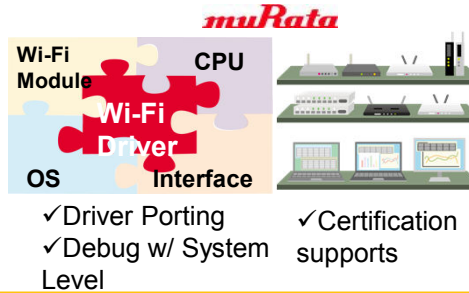 muRata
Wi-Fi
Module
CPU
Wi-Fi
Driver
OS
Interface
✓Driver Porting
✓Debug w/ System
Level
✓Certification
supports